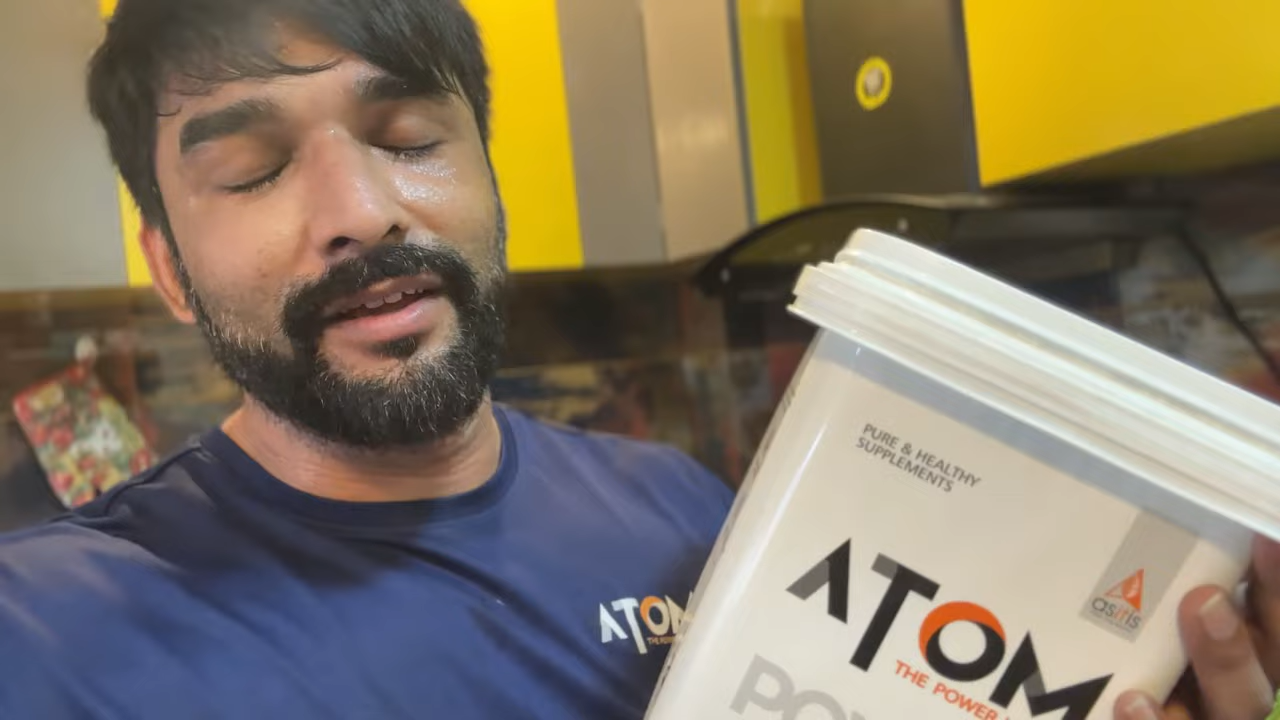 PURE & HEALTHY
SUPPLEMENTS
ATOM
THE POWER
asitis
ATOM